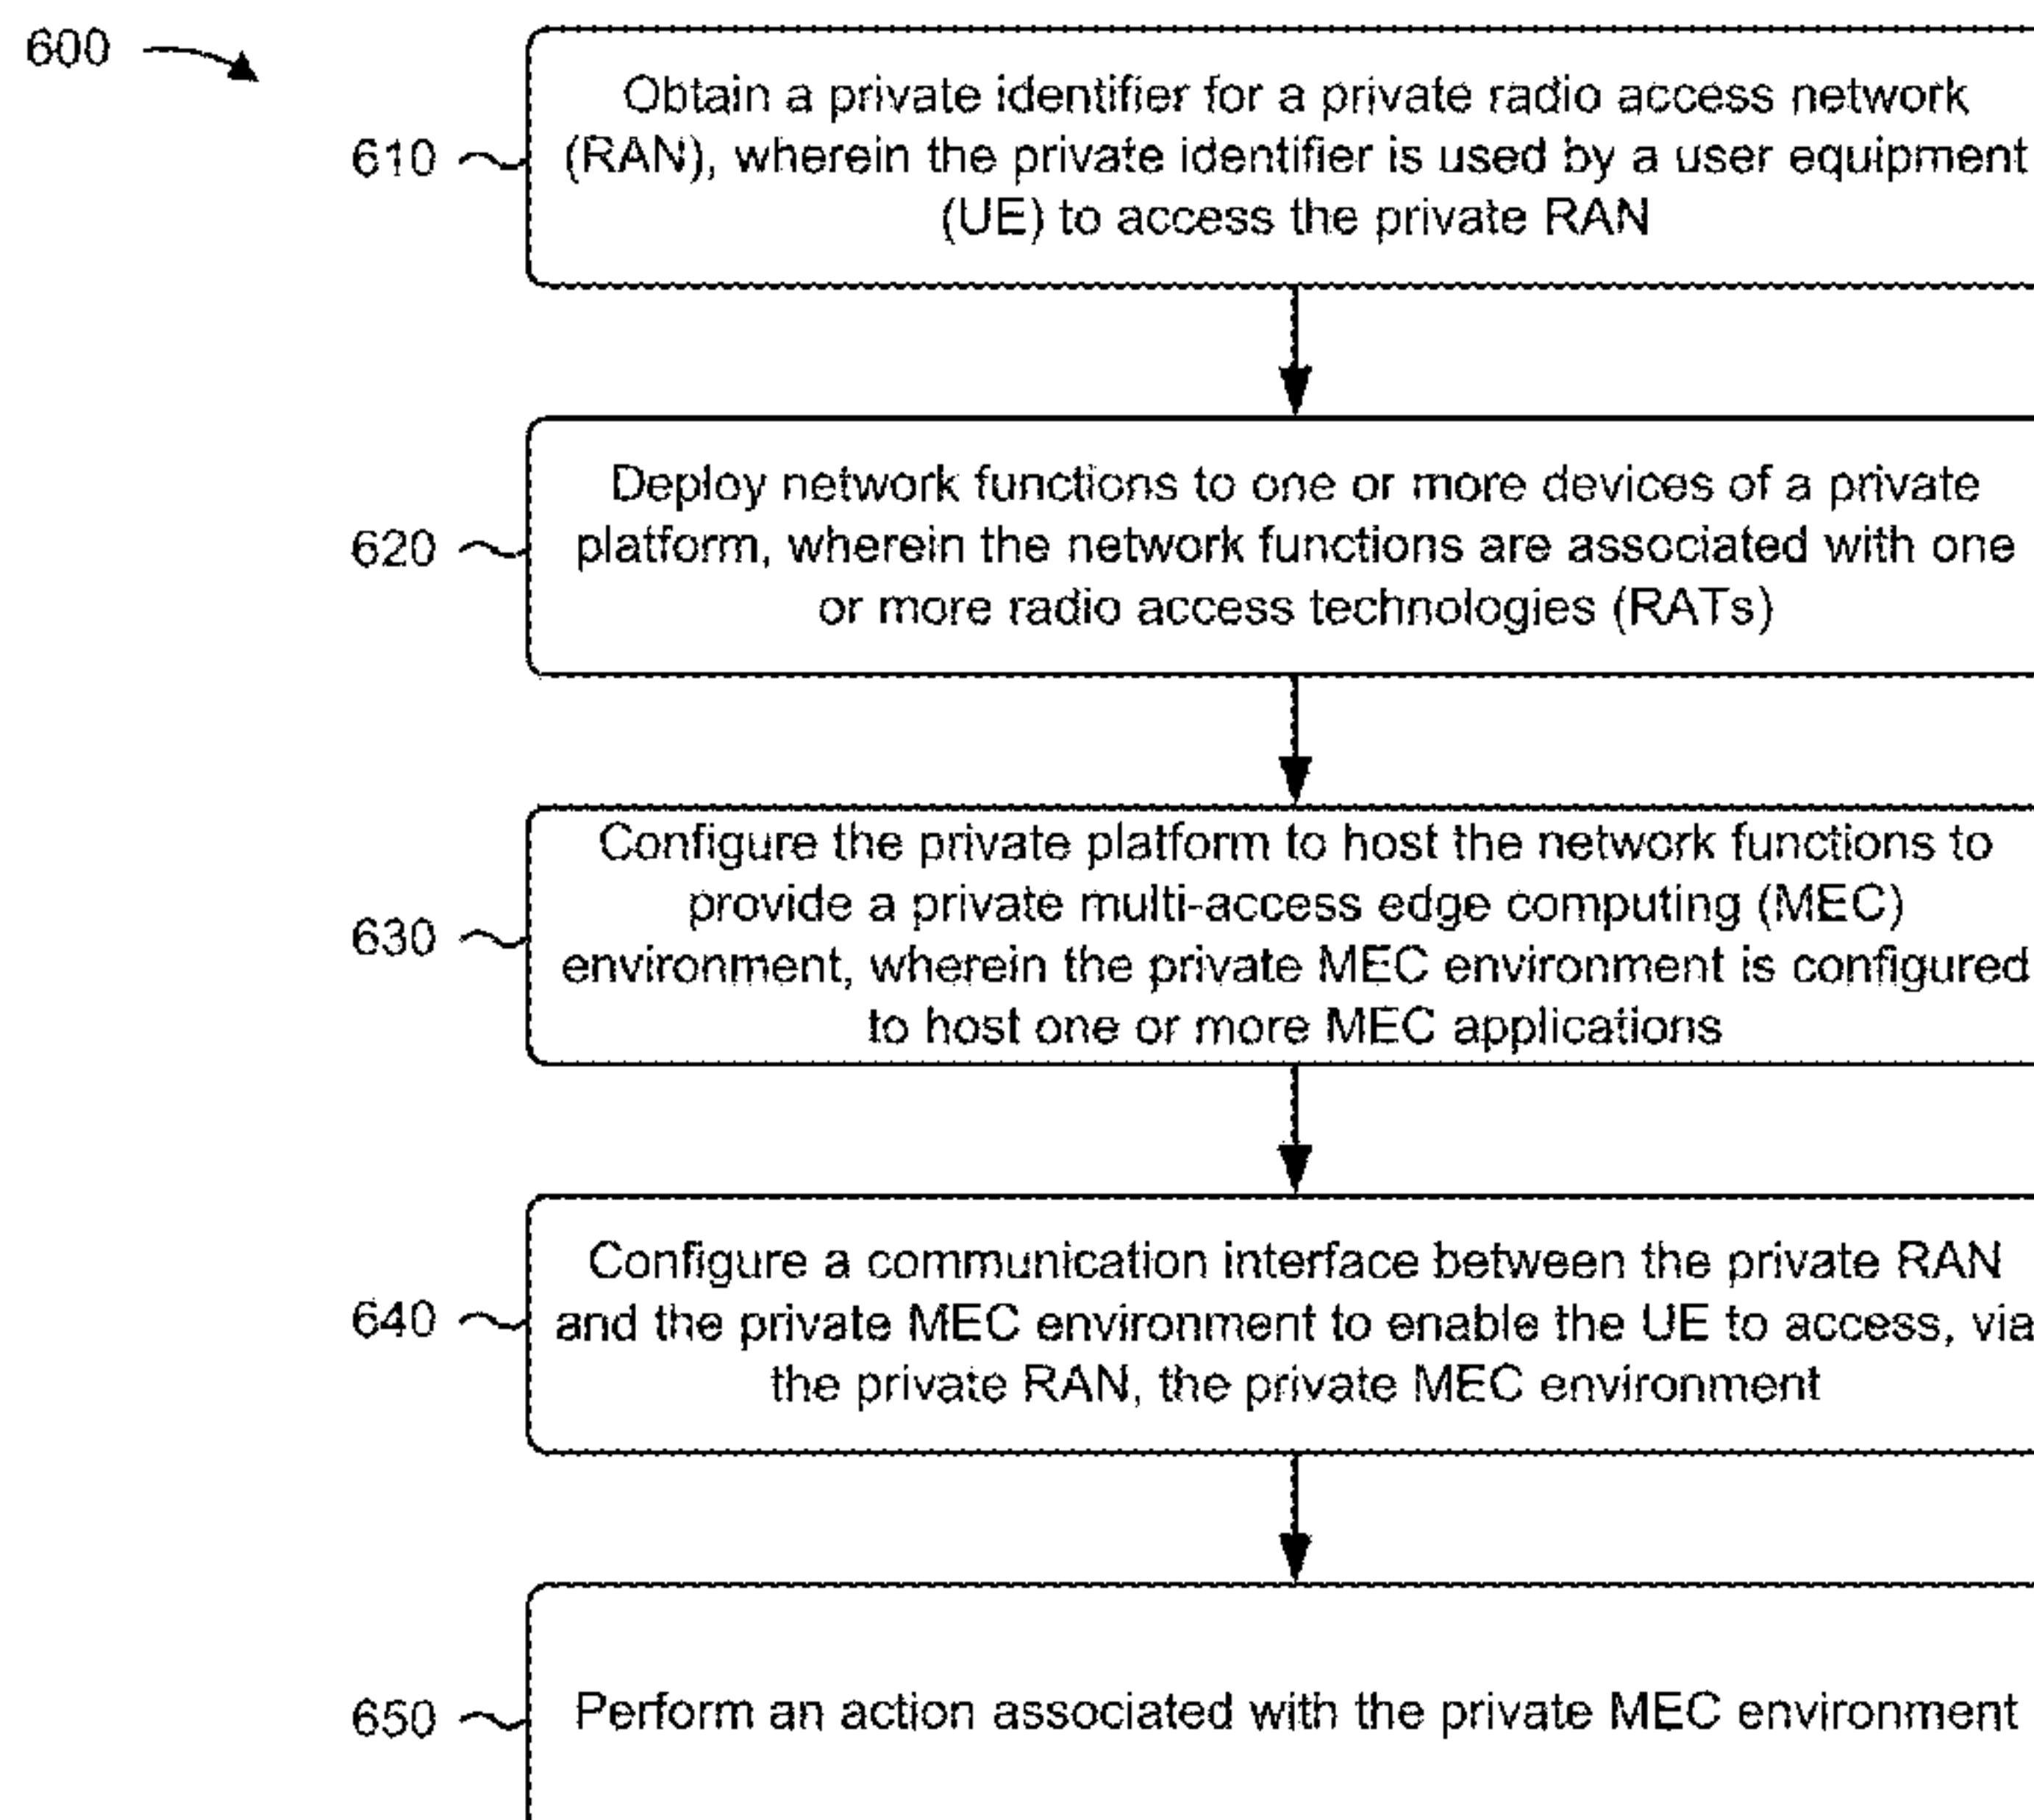 600
Obtain a private identifier for a private radio access network
610
(RAN), wherein the private identifier is used by a user equipment
(UE) to access the private RAN
Deploy network functions to one or more devices of a private
620
platform, wherein the network functions are associated with one
or more radio access technologies (RATs)
Configure the private platform to host the network functions to
provide a private multi-access edge computing (MEC)
630
environment, wherein the private MEC environment is configured
to host one or more MEC applications
Configure a communication interface between the private RAN
640
and the private MEC environment to enable the UE to access, via
the private RAN, the private MEC environment
650
Perform an action associated with the private MEC environment